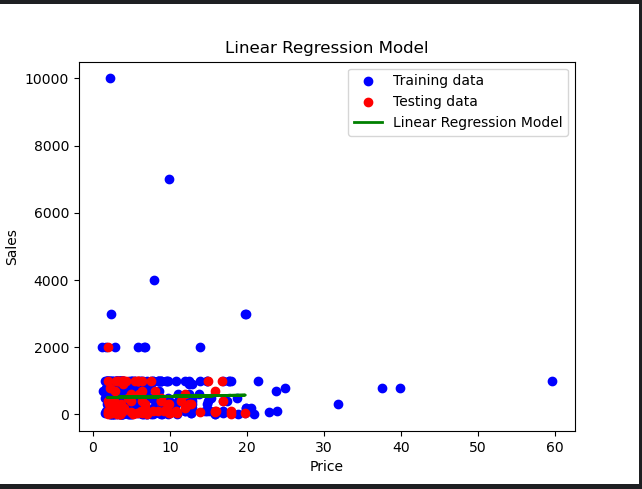 Linear Regression Model
Training data
Testing data
Linear Regression Model
10000
8000
6000
4000
2000
0
Sales
0 10 20 30 40 50 60
Price